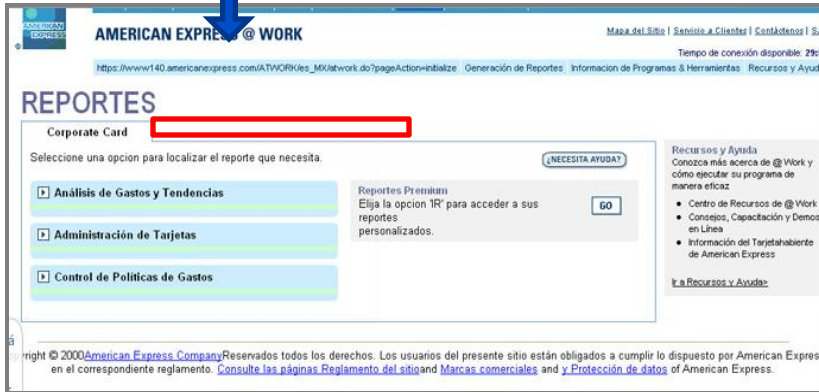 AMERICAN
EXPRESS
AMERICAN EXPRESS @ WORK
Mapa del Sitio | Servicio a Clientes | Contáctenos |
Tiempo de conexión disponible: 29:
https://www140.americanexpress.com/ATWORK/es_MX/atwork.do?pageAction=initialize Generación de Reportes Informacion de Programas & Herramientas Recursos y Ayud
REPORTES
Corporate Card
Seleccione una opcion para localizar el reporte que necesita.
¿NECESITA AYUDA?
Análisis de Gastos y Tendencias
Administración de Tarjetas
Control de Políticas de Gastos
Reportes Premium
Elija la opcion 'IR' para acceder a sus
reportes
personalizados.
GO
Recursos y Ayuda
Conozca más acerca de @ Work y
cómo ejecutar su programa de
manera eficaz
Centro de Recursos de @ Work
Consejos, Capacitación y Demos
en Línea
Información del Tarjetahabiente
de American Express
Ir a Recursos y Ayuda>
right © 2000 American Express Company Reservados todos los derechos. Los usuarios del presente sitio están obligados a cumplir lo dispuesto por American Expres
en el correspondiente reglamento. Consulte las páginas Reglamento del sitio and Marcas comerciales and y Protección de datos of American Express.